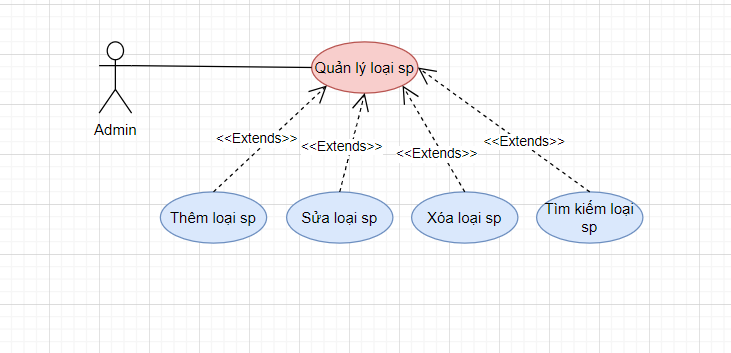 Quản lý loại sp
Admin
<<Extends>>
<<Extends>>
<<Extends>>
<<Extends>>
Thêm loại sp
Sửa loại sp
Xóa loại sp
Tìm kiếm loại
sp